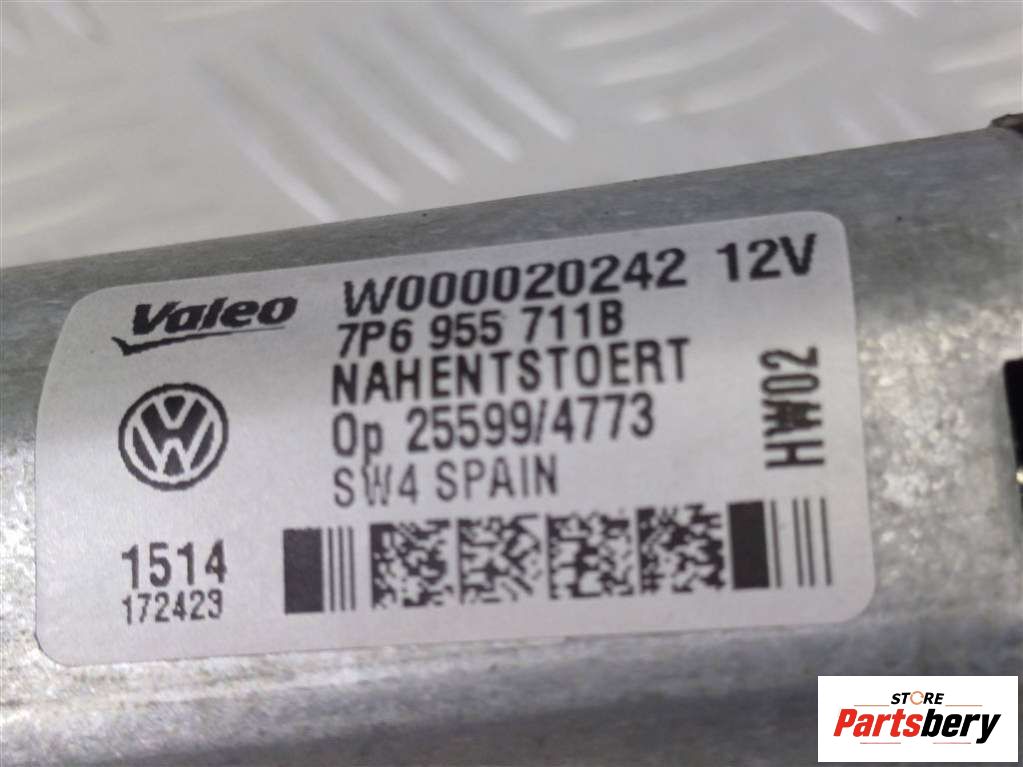 Valeo W000020242 12V
7P6 955 711B
NAHENTSTOERT
Op 25599/4773
SW4 SPAIN
HW02
1514
172423
STORE
Partsbery